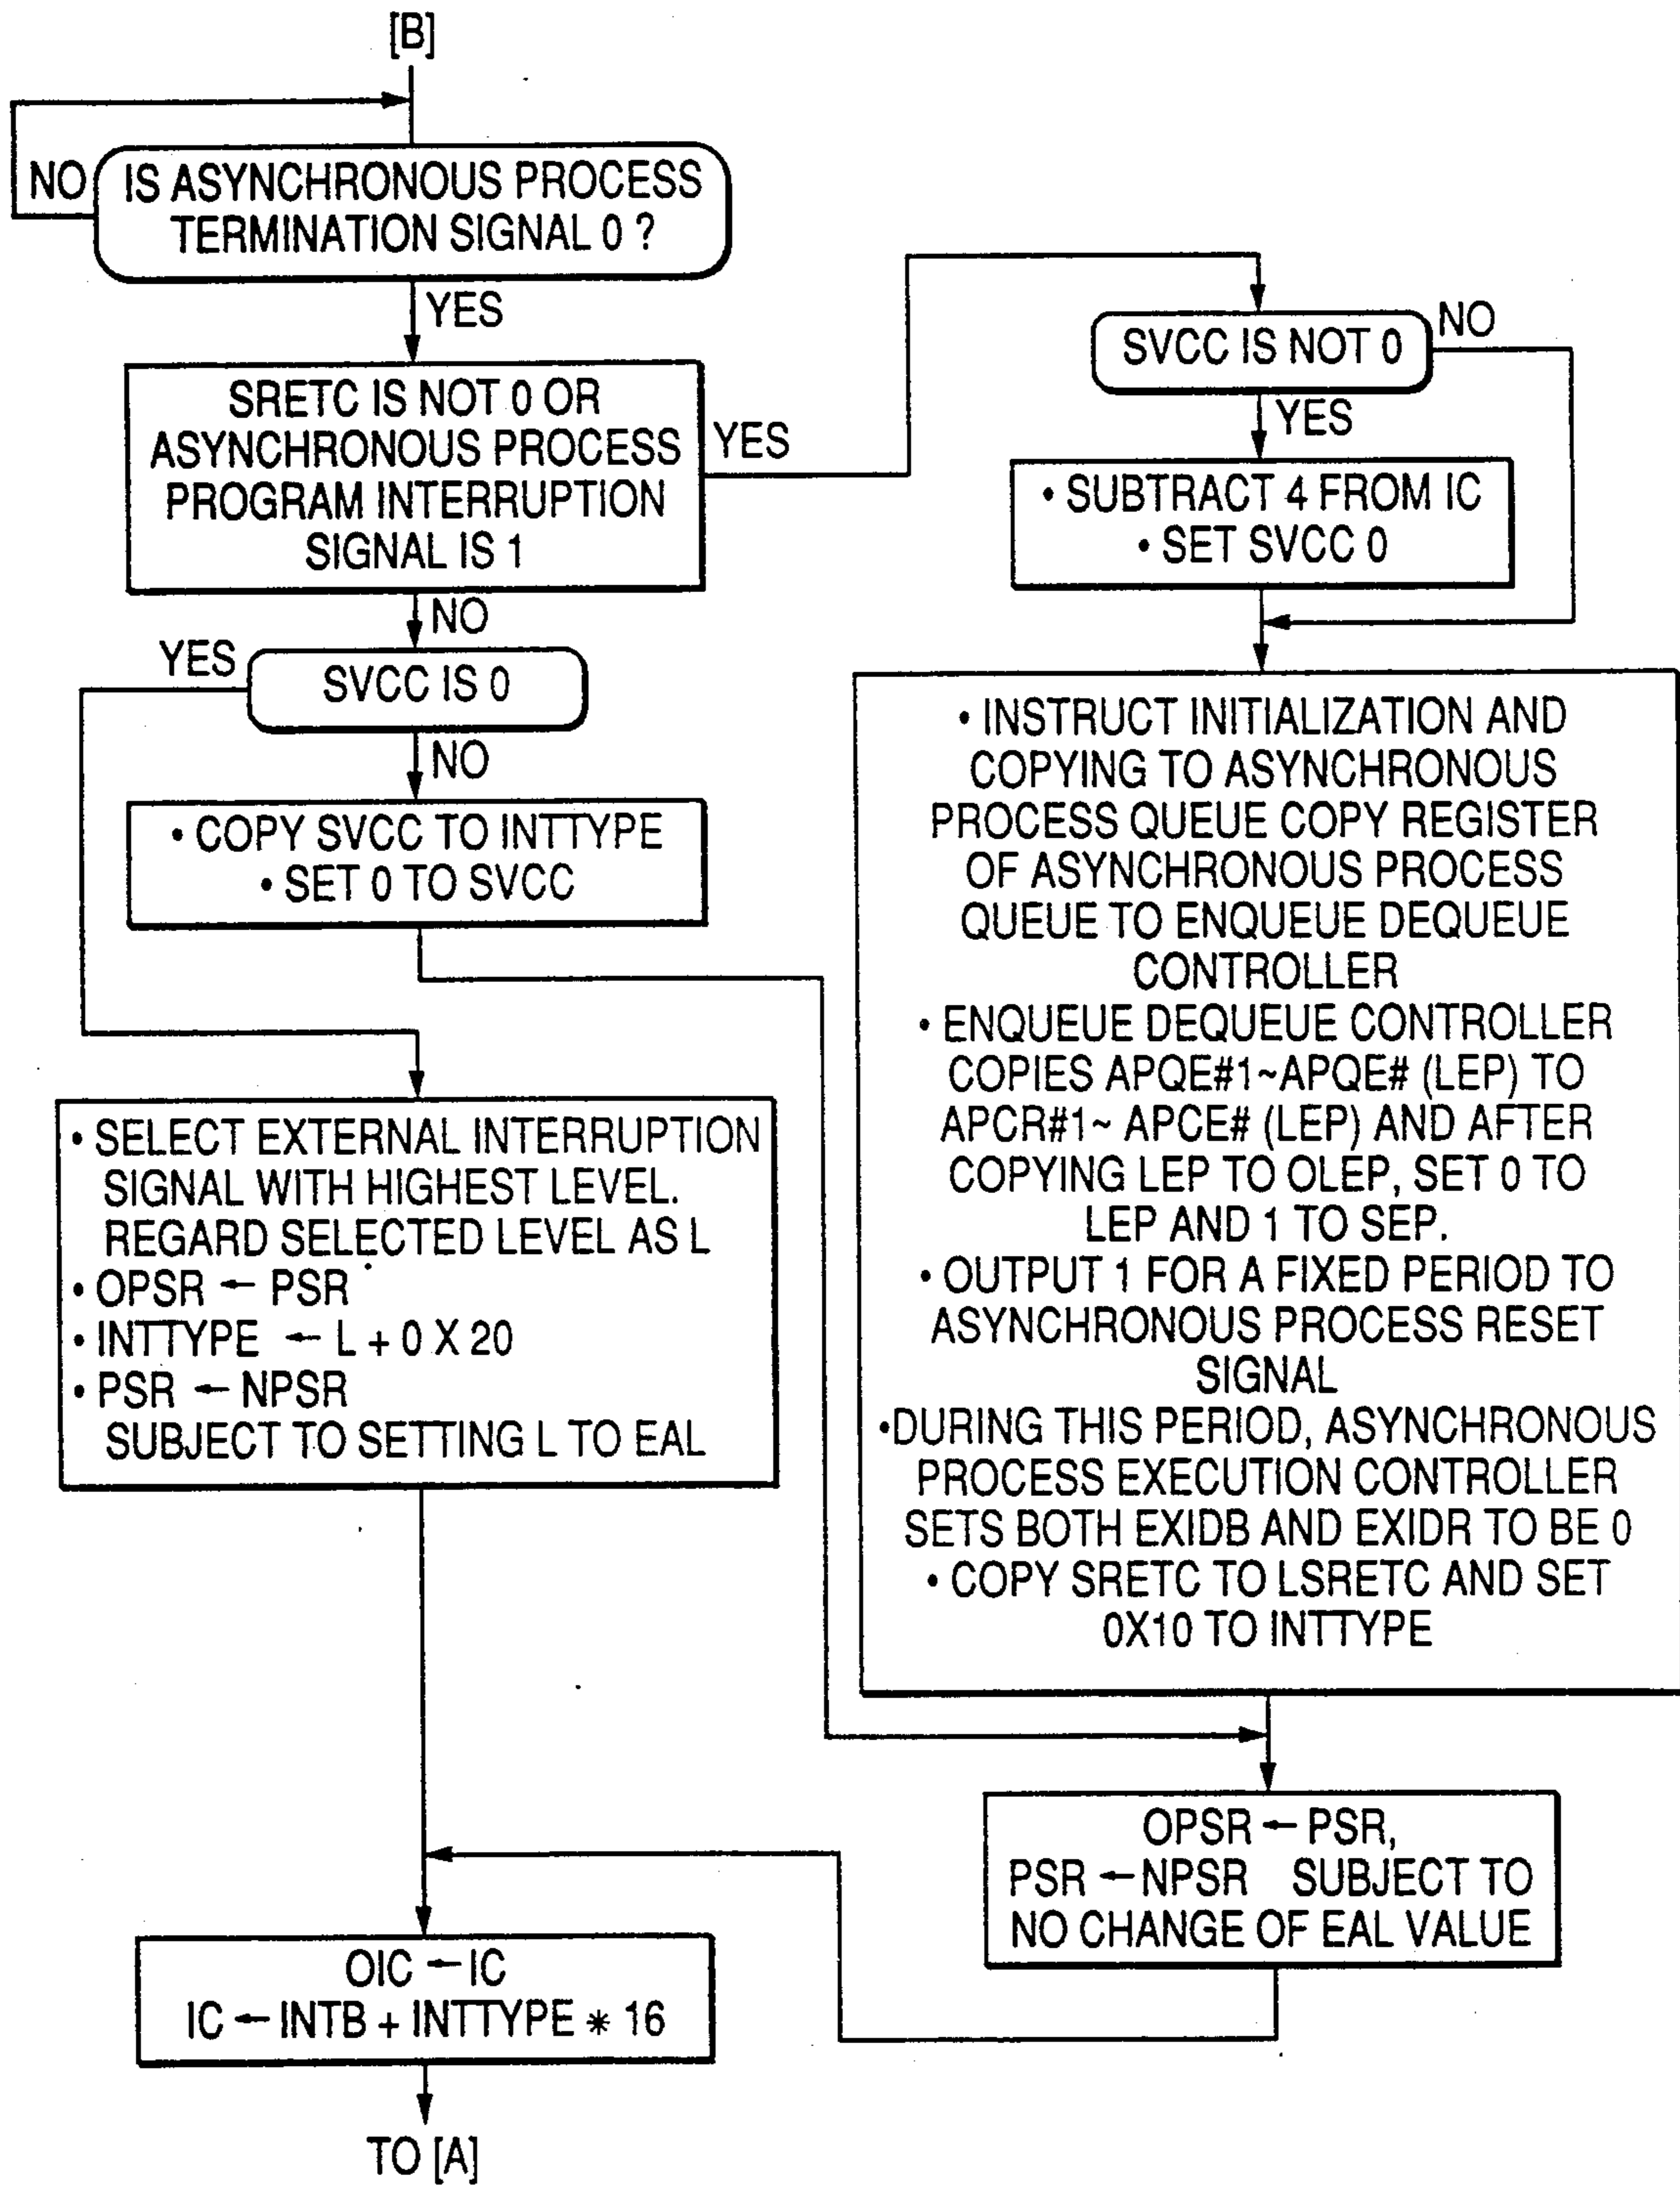 [B]
NO
IS ASYNCHRONOUS PROCESS
TERMINATION SIGNAL 0 ?
YES
SRETC IS NOT 0 OR
ASYNCHRONOUS PROCESS
PROGRAM INTERRUPTION
SIGNAL IS 1
YES
NO
SVCC IS NOT 0
NO
YES
• SUBTRACT 4 FROM IC
• SET SVCC 0
YES
SVCC IS 0
NO
• COPY SVCC TO INTTYPE
• SET 0 TO SVCC
• SELECT EXTERNAL INTERRUPTION
SIGNAL WITH HIGHEST LEVEL.
REGARD SELECTED LEVEL AS L
• OPSR ← PSR
• INTTYPE ← L + 0 X 20
• PSR ← NPSR
SUBJECT TO SETTING L TO EAL
• INSTRUCT INITIALIZATION AND
COPYING TO ASYNCHRONOUS
PROCESS QUEUE COPY REGISTER
OF ASYNCHRONOUS PROCESS
QUEUE TO ENQUEUE DEQUEUE
CONTROLLER
• ENQUEUE DEQUEUE CONTROLLER
COPIES APQE#1~APQE# (LEP) TO
APCR#1~ APCE# (LEP) AND AFTER
COPYING LEP TO OLEP, SET 0 TO
LEP AND 1 TO SEP.
• OUTPUT 1 FOR A FIXED PERIOD TO
ASYNCHRONOUS PROCESS RESET
SIGNAL
•DURING THIS PERIOD, ASYNCHRONOUS
PROCESS EXECUTION CONTROLLER
SETS BOTH EXIDB AND EXIDR TO BE 0
• COPY SRETC TO LSRETC AND SET
0X10 TO INTTYPE
OPSR ← PSR,
PSR ← NPSR SUBJECT TO
NO CHANGE OF EAL VALUE
OIC ← IC
IC ← INTB + INTTYPE * 16
TO [A]